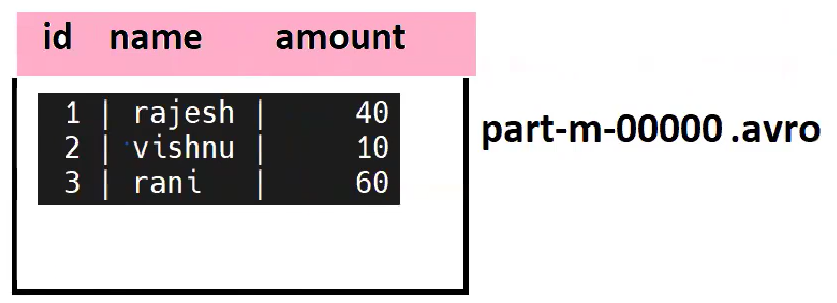 id name amount
1 | rajesh | 40
2 | vishnu | 10
3 | rani | 60
part-m-00000 .avro